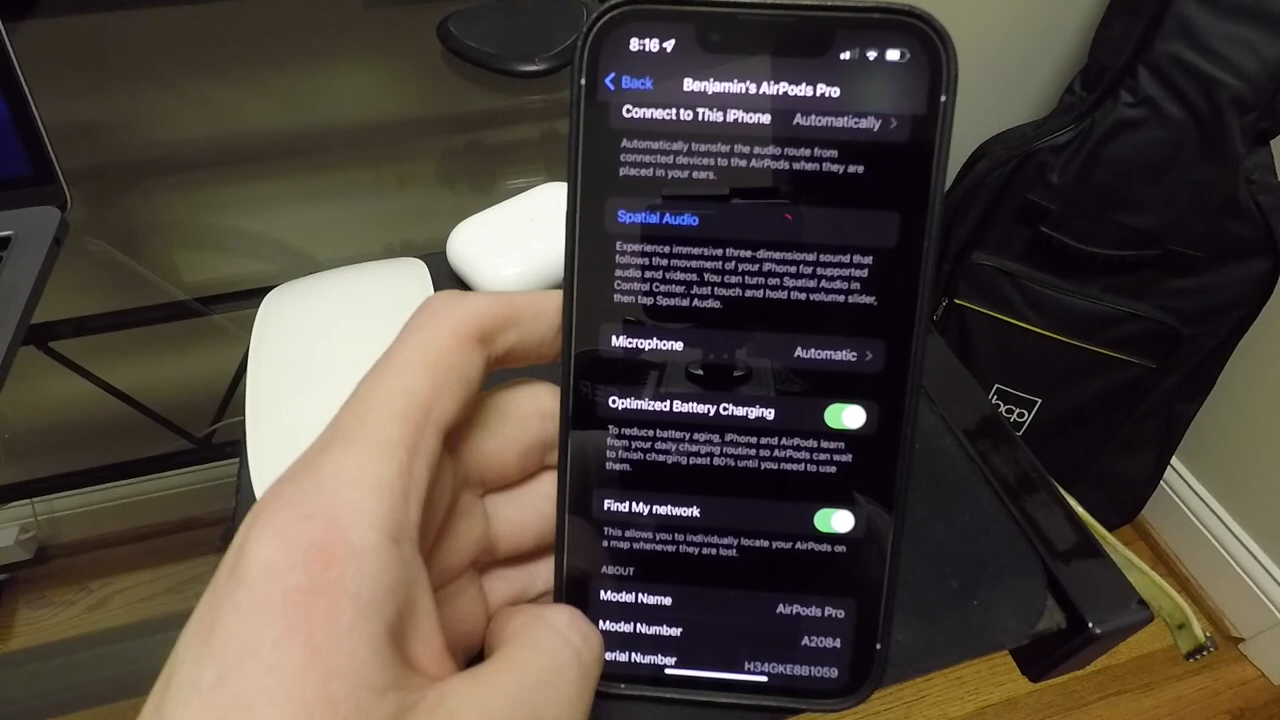 8:16
Back
Benjamin's AirPods Pro
Connect to This iPhone Automatically
Automatically transfer the audio route from
connected devices to the AirPods when they are
placed in your ears.
Spatial Audio
Experience immersive three-dimensional sound that
follows the movement of your iPhone for supported
audio and videos. You can turn on Spatial Audio in
Control Center. Just touch and hold the volume slider,
then tap Spatial Audio.
Microphone Automatic
Optimized Battery Charging
To reduce battery aging, iPhone and AirPods learn
from your daily charging routine so AirPods can wait
to finish charging past 80% until you need to use
them.
Find My network
This allows you to individually locate your AirPods on
a map whenever they are lost.
ABOUT
Model Name AirPods Pro
Model Number A2084
erial Number H34GKE8B1059
hcp